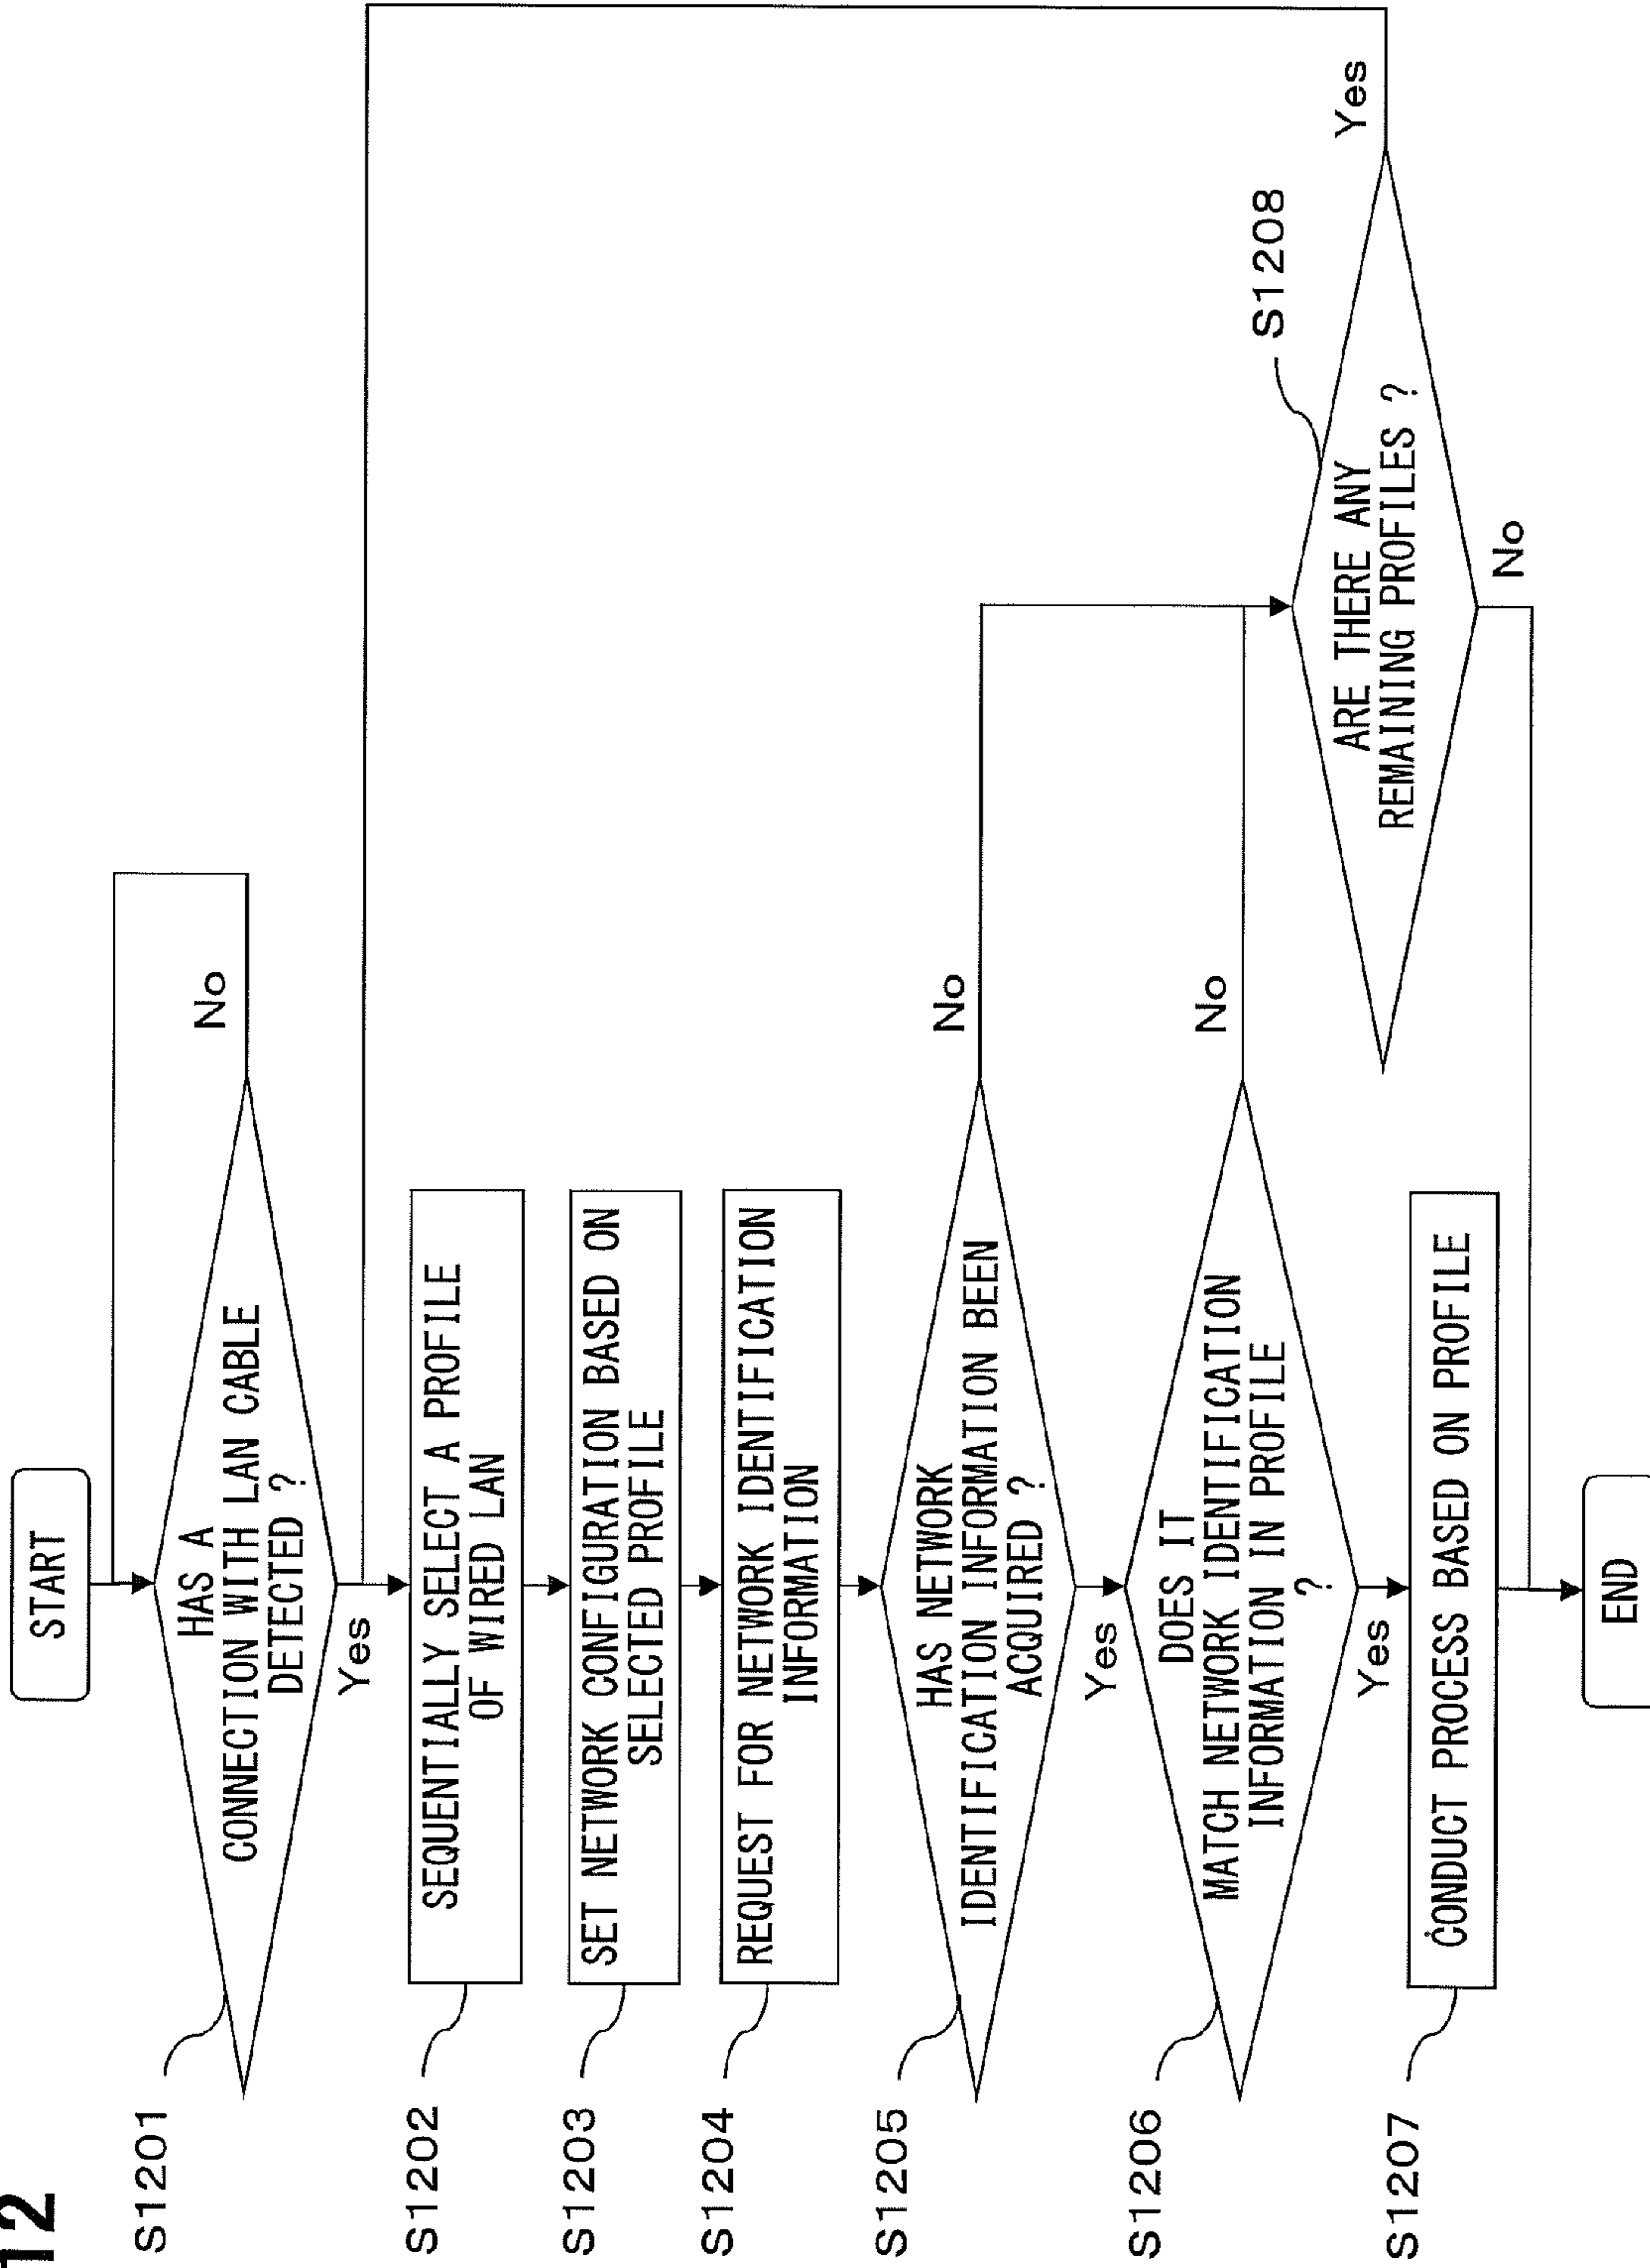 12
START
S1201
HAS A
CONNECTION WITH LAN CABLE
DETECTED ?
No
Yes
S1202
SEQUENTIALLY SELECT A PROFILE
OF WIRED LAN
S1203
SET NETWORK CONFIGURATION BASED ON
SELECTED PROFILE
S1204
REQUEST FOR NETWORK IDENTIFICATION
INFORMATION
S1205
HAS NETWORK
IDENTIFICATION INFORMATION BEEN
ACQUIRED ?
No
Yes
S1206
DOES IT
MATCH NETWORK IDENTIFICATION
INFORMATION IN PROFILE
?
No
Yes
S1208
ARE THERE ANY
REMAINING PROFILES ?
Yes
No
S1207
CONDUCT PROCESS BASED ON PROFILE
END